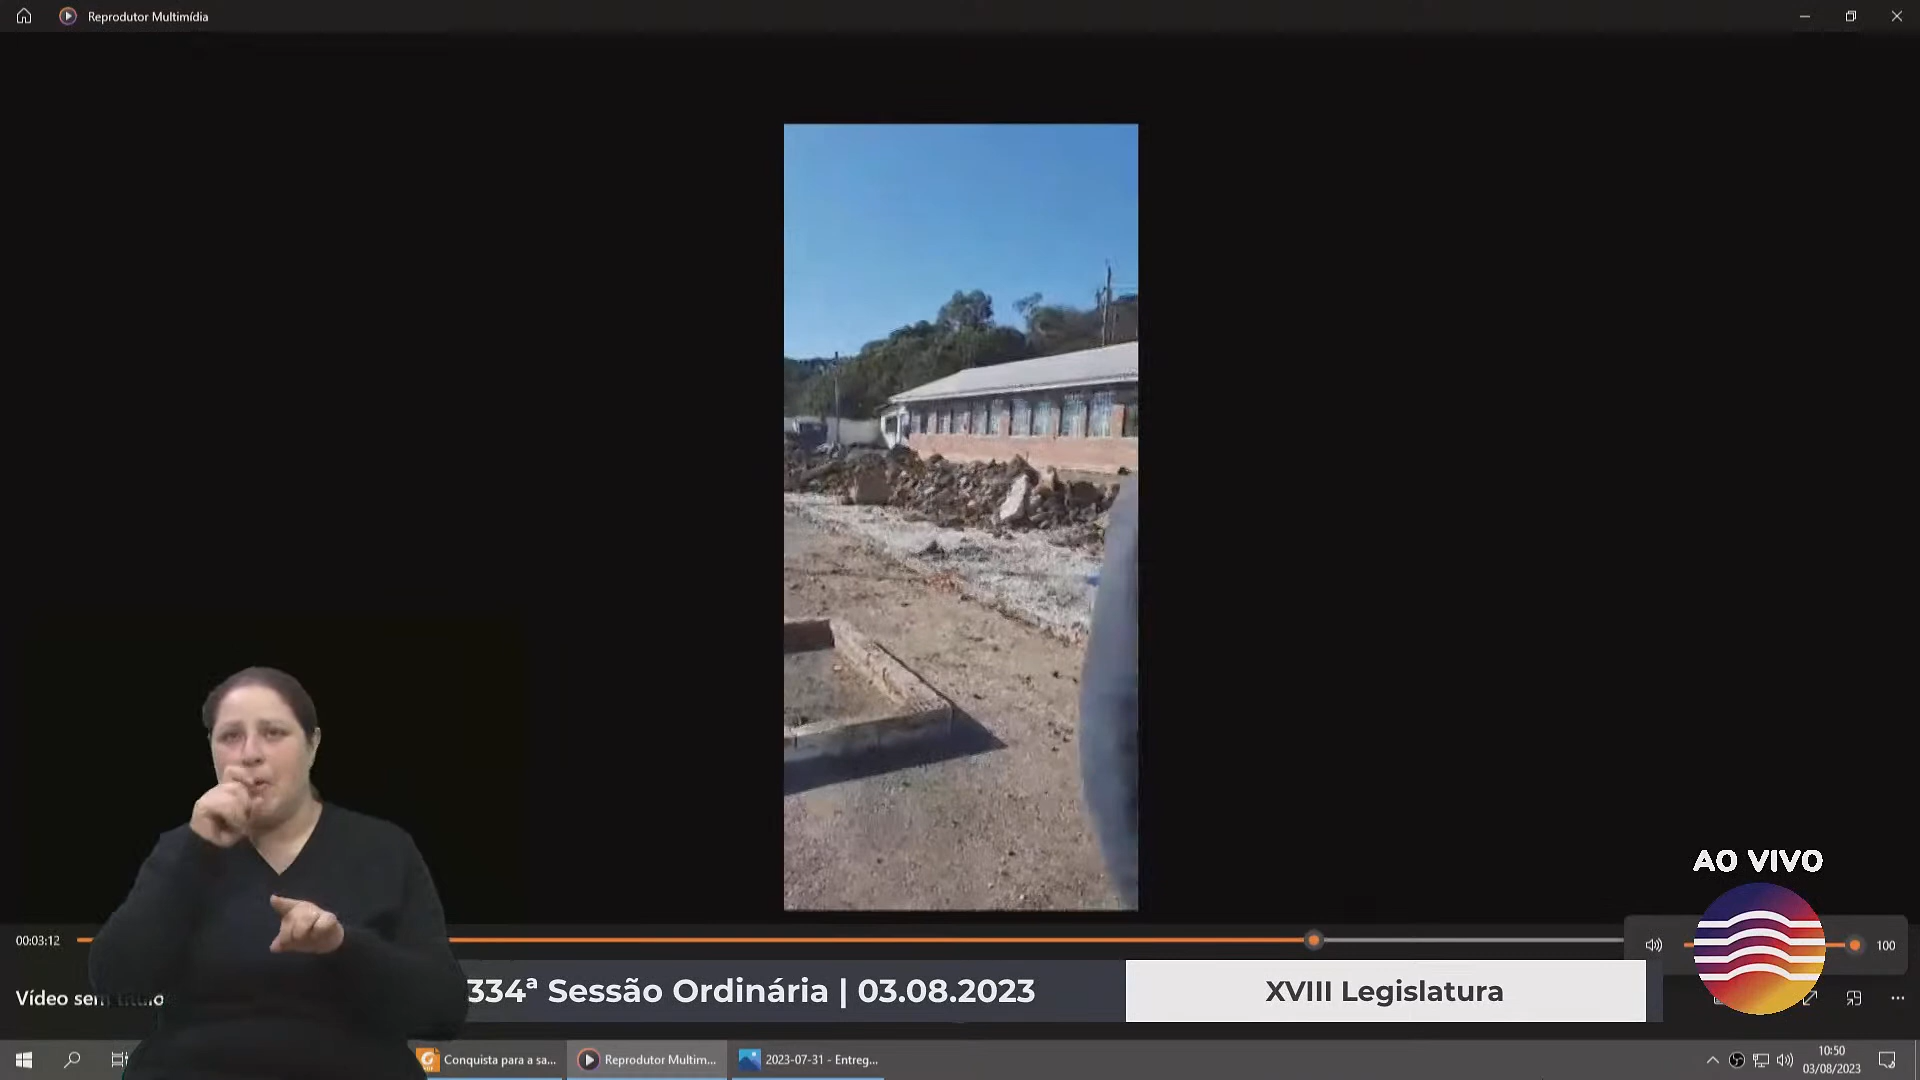 Reprodutor Multimídia
AO VIVO
00:03:12
100
334ª Sessão Ordinária | 03.08.2023
XVIII Legislatura
Vídeo sem título
Conquista para a sa...
Reprodutor Multim...
2023-07-31 - Entreg...
10:50
03/08/2023